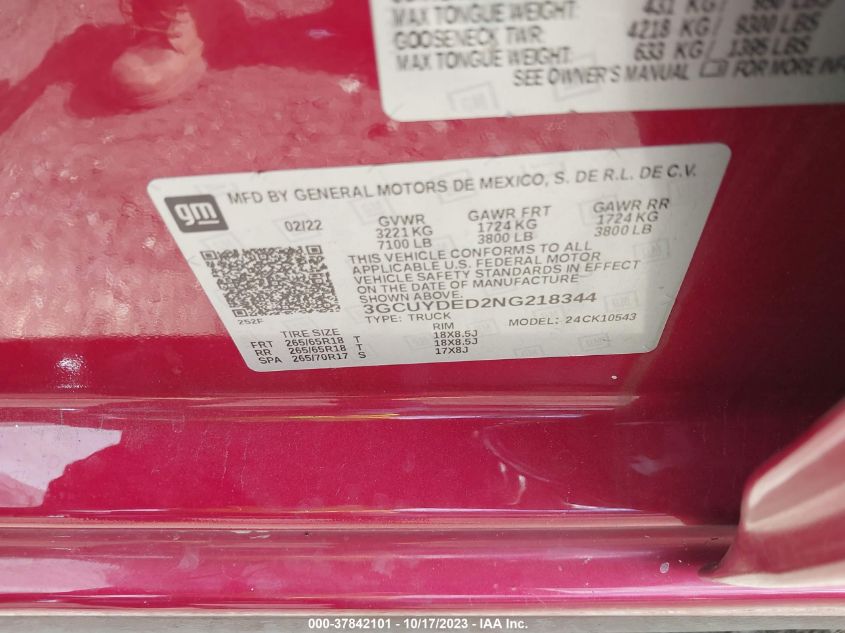 MAX TONGUE WEIGHT: 431 KG LBS
GOOSENECK TWR: 4218 KG 9300 LBS
MAX TONGUE WEIGHT: 633 KG 1395 LBS
SEE OWNER'S MANUAL FOR MORE INF
gm
MFD BY GENERAL MOTORS DE MEXICO, S. DE R.L. DE C.V.
02/22 GVWR GAWR FRT GAWR RR
3221 KG 1724 KG 1724 KG
7100 LB 3800 LB 3800 LB
THIS VEHICLE CONFORMS TO ALL
APPLICABLE U.S. FEDERAL MOTOR
VEHICLE SAFETY STANDARDS IN EFFECT
ON THE DATE OF MANUFACTURE
SHOWN ABOVE.
3GCUYDED2NG218344
252F
TYPE: TRUCK MODEL: 24CK10543
TIRE SIZE RIM
FRT 265/65R18 T 18X8.5J
RR 265/65R18 T 18X8.5J
SPA 265/70R17 S 17X8J
000-37842101 - 10/17/2023 - IAA Inc.